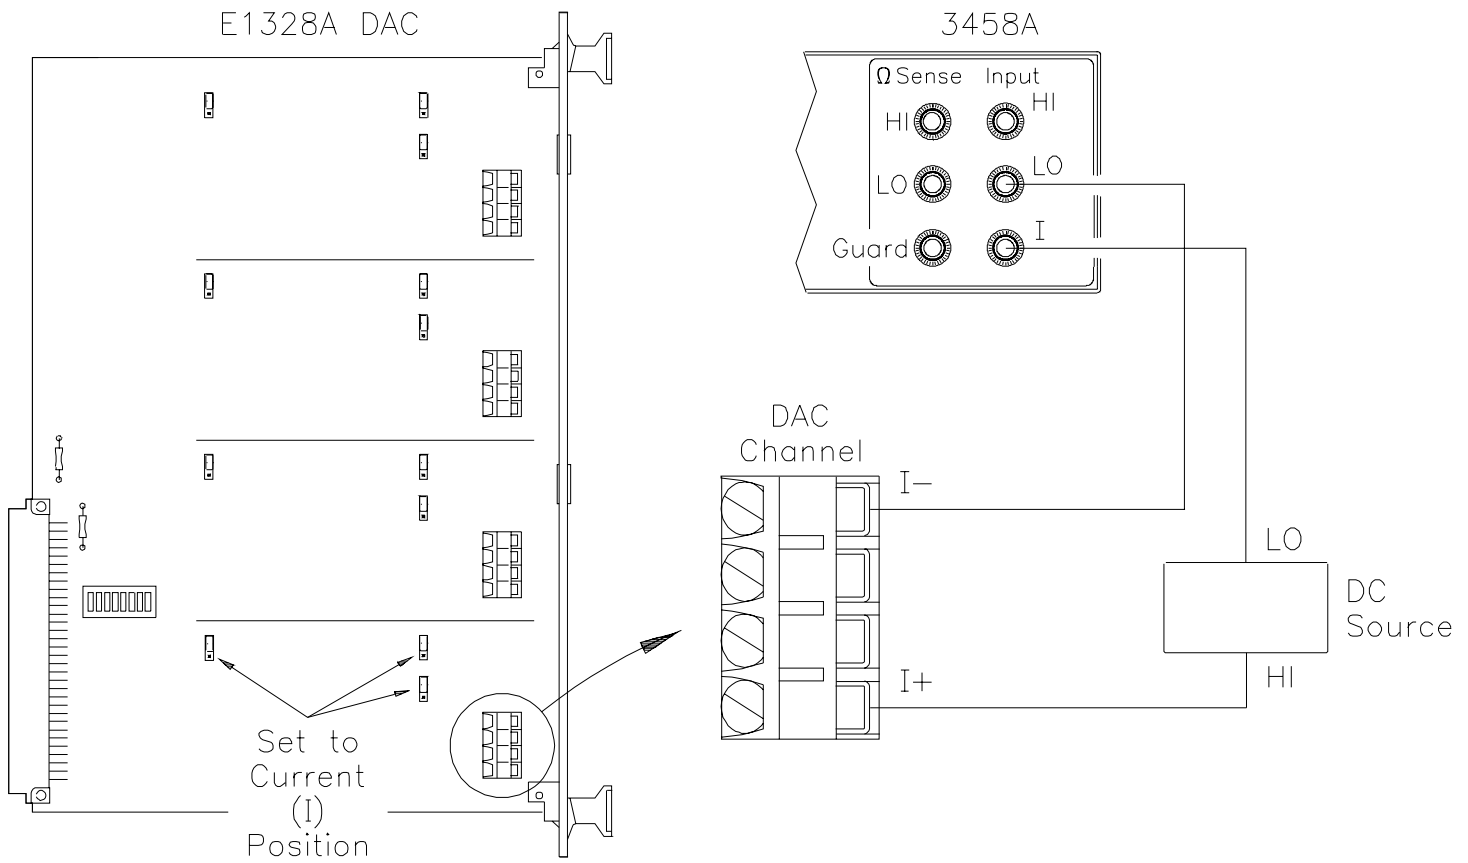 E1328A DAC
3458A
Ω Sense Input
HI HI
LO LO
Guard I
DAC
Channel
I−
I+
LO
DC
Source
HI
Set to
Current
(I)
Position